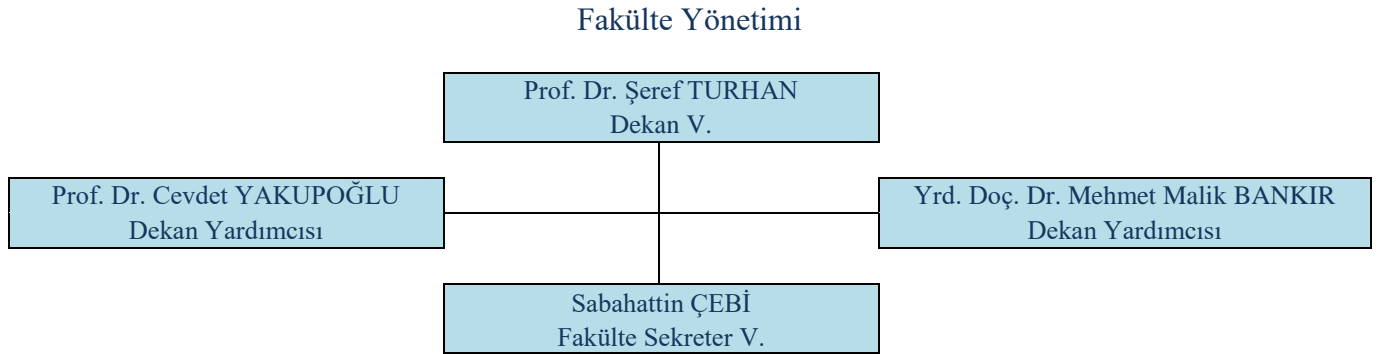 Fakülte Yönetimi
Prof. Dr. Şeref TURHAN
Dekan V.
Prof. Dr. Cevdet YAKUPOĞLU
Dekan Yardımcısı
Yrd. Doç. Dr. Mehmet Malik BANKIR
Dekan Yardımcısı
Sabahattin ÇEBİ
Fakülte Sekreter V.